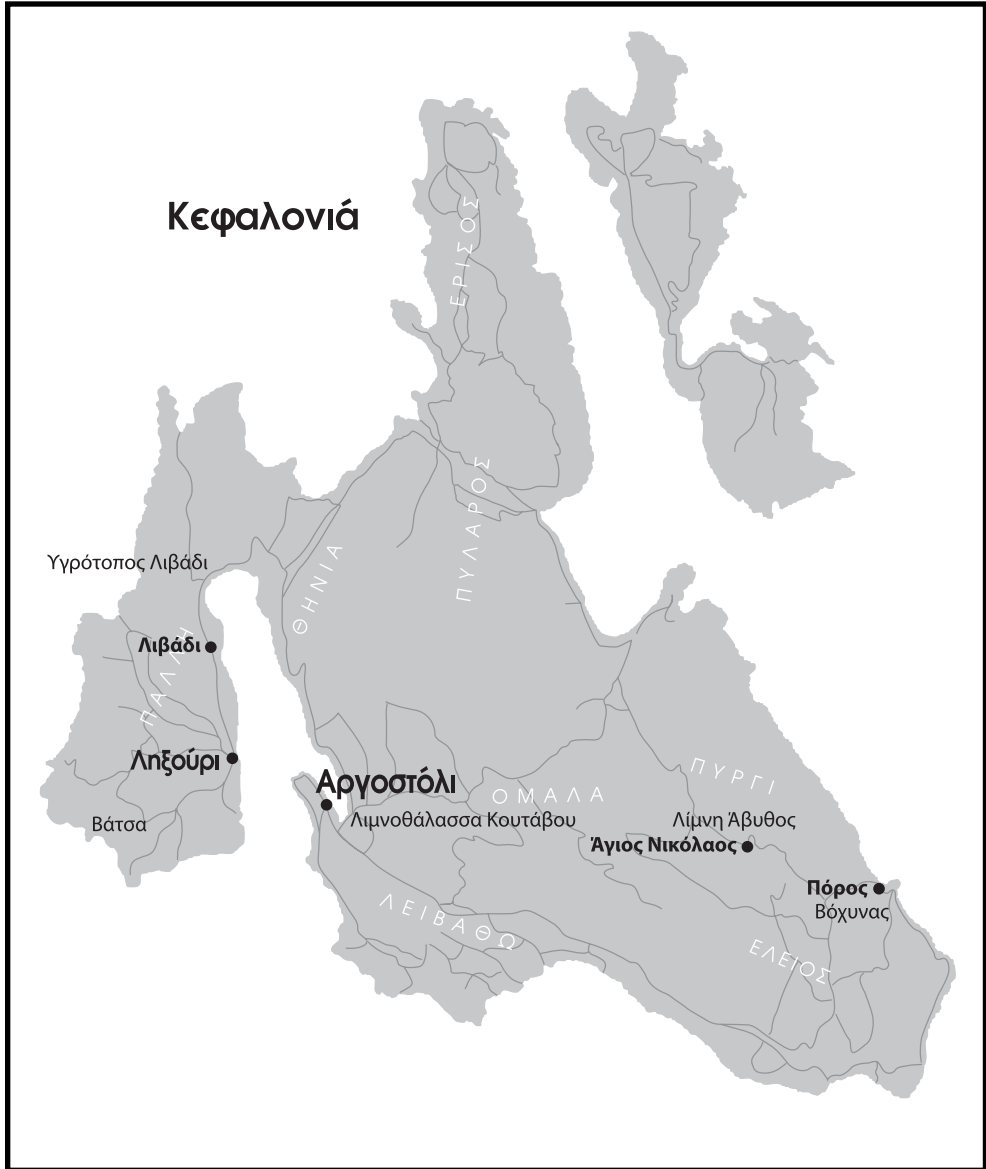 Κεφαλονιά
ΕΡΙΣΟΣ
ΠΥΛΑΡΟΣ
ΘΗΝΙΑ
Υγρότοπος Λιβάδι
Λιβάδι
ΠΑΛΛΗ
Ληξούρι
Βάτσα
Αργοστόλι
Λιμνοθάλασσα Κουτάβου
ΟΜΑΛΑ
ΠΥΡΓΙ
Λίμνη Άβυθος
Άγιος Νικόλαος
Πόρος
Βόχυνας
ΛΕΙΒΑΘΩ
ΕΛΕΙΟΣ